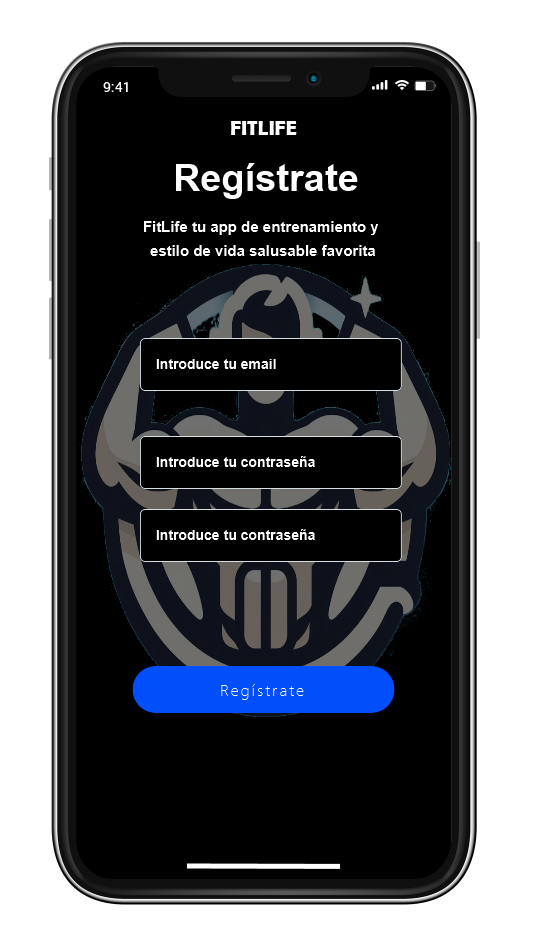 9:41
FITLIFE
Regístrate
FitLife tu app de entrenamiento y
estilo de vida salusable favorita
Introduce tu email
Introduce tu contraseña
Introduce tu contraseña
Regístrate